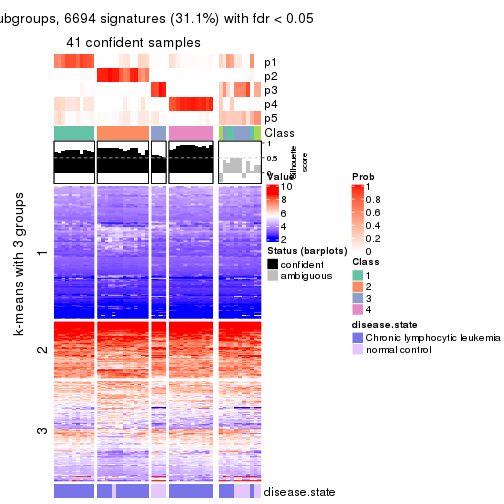 ubgroups, 6694 signatures (31.1%) with fdr < 0.05
41 confident samples
p1
p2
p3
p4
p5
Class
1
0.5
0
Silhouette
score
k-means with 3 groups
1
2
3
disease.state
Value
10
8
6
4
2
Status (barplots)
confident
ambiguous
Prob
1
0.8
0.6
0.4
0.2
0
Class
1
2
3
4
disease.state
Chronic lymphocytic leukemia
normal control